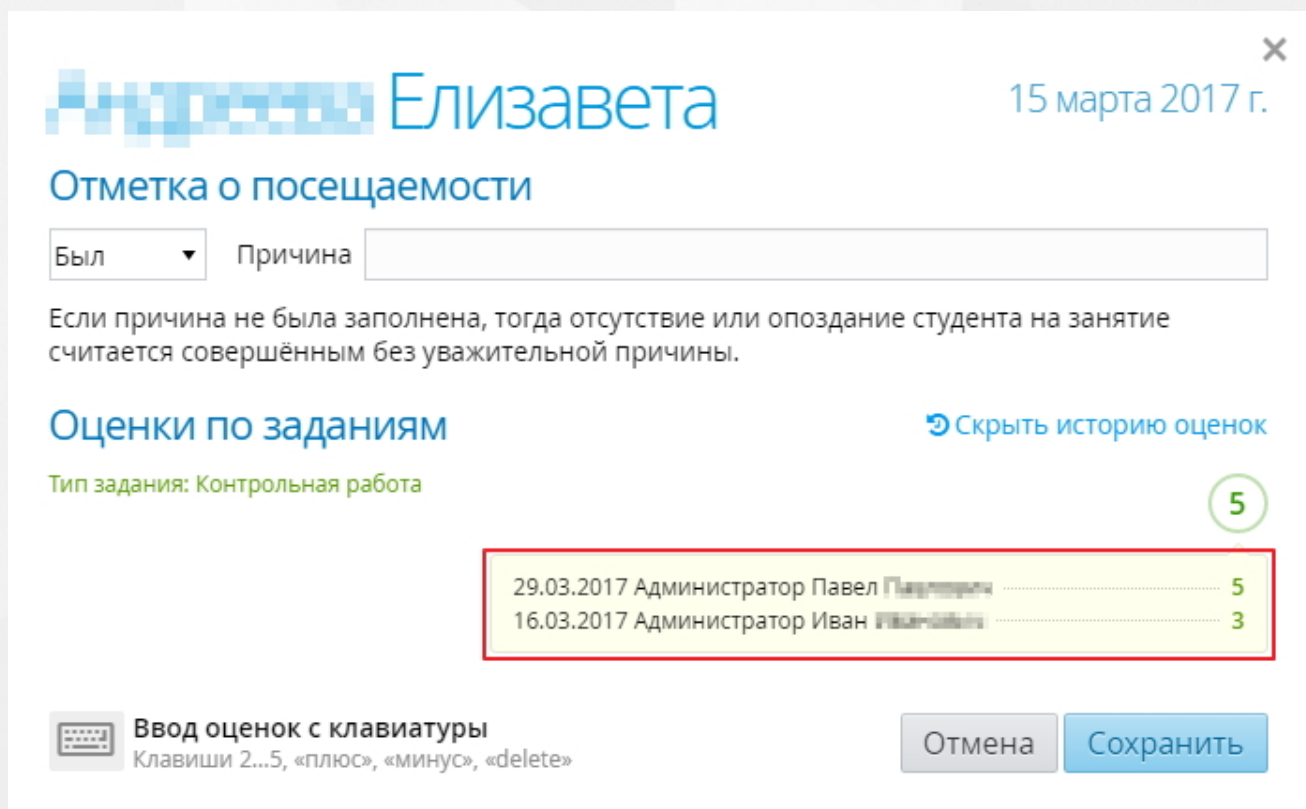 Елизавета
15 марта 2017 г.
Отметка о посещаемости
Был Причина
Если причина не была заполнена, тогда отсутствие или опоздание студента на занятие
считается совершённым без уважительной причины.
Оценки по заданиям
Скрыть историю оценок
Тип задания: Контрольная работа
5
29.03.2017 Администратор Павел 5
16.03.2017 Администратор Иван 3
Ввод оценок с клавиатуры
Клавиши 2...5, «плюс», «минус», «delete»
Отмена
Сохранить